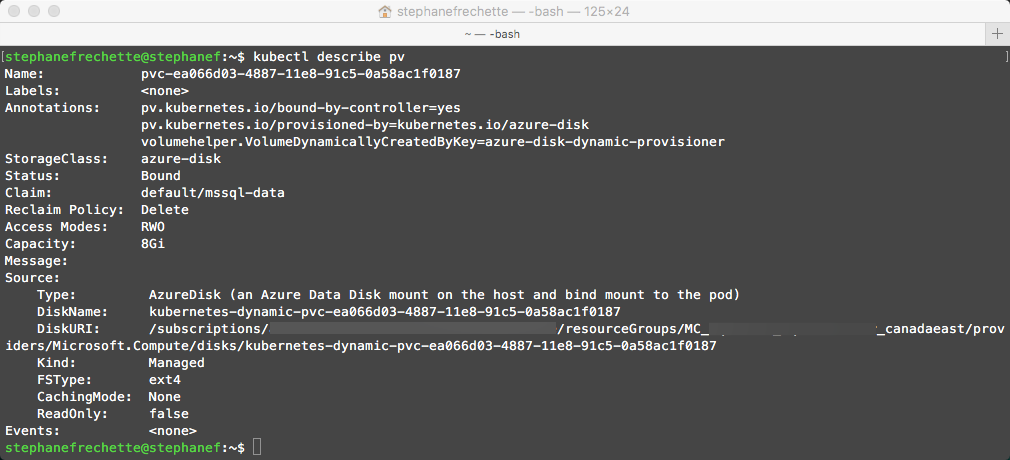 stephanefrechette — -bash — 125×24
~ — -bash
[stephanefrechette@stephanef:~$ kubectl describe pv ]
Name: pvc-ea066d03-4887-11e8-91c5-0a58ac1f0187
Labels: <none>
Annotations: pv.kubernetes.io/bound-by-controller=yes
pv.kubernetes.io/provisioned-by=kubernetes.io/azure-disk
volumehelper.VolumeDynamicallyCreatedByKey=azure-disk-dynamic-provisioner
StorageClass: azure-disk
Status: Bound
Claim: default/mssql-data
Reclaim Policy: Delete
Access Modes: RWO
Capacity: 8Gi
Message:
Source:
Type: AzureDisk (an Azure Data Disk mount on the host and bind mount to the pod)
DiskName: kubernetes-dynamic-pvc-ea066d03-4887-11e8-91c5-0a58ac1f0187
DiskURI: /subscriptions/ /resourceGroups/MC_ _canadaeast/prov
iders/Microsoft.Compute/disks/kubernetes-dynamic-pvc-ea066d03-4887-11e8-91c5-0a58ac1f0187
Kind: Managed
FSType: ext4
CachingMode: None
ReadOnly: false
Events: <none>
stephanefrechette@stephanef:~$